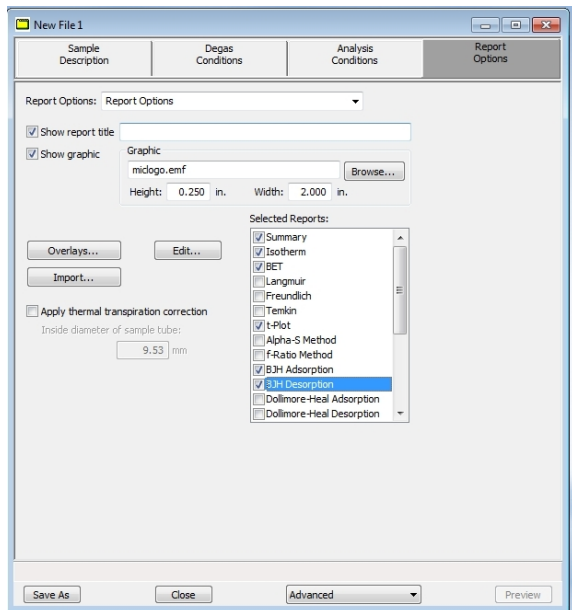 New File 1
Sample Description
Degas Conditions
Analysis Conditions
Report Options
Report Options: Report Options
Show report title
Show graphic
Graphic
miclogo.emf
Browse...
Height: 0.250 in. Width: 2.000 in.
Selected Reports:
Summary
Isotherm
BET
Langmuir
Freundlich
Temkin
t-Plot
Alpha-S Method
f-Ratio Method
BJH Adsorption
BJH Desorption
Dollimore-Heal Adsorption
Dollimore-Heal Desorption
Overlays...
Edit...
Import...
Apply thermal transpiration correction
Inside diameter of sample tube:
9.53 mm
Save As
Close
Advanced
Preview